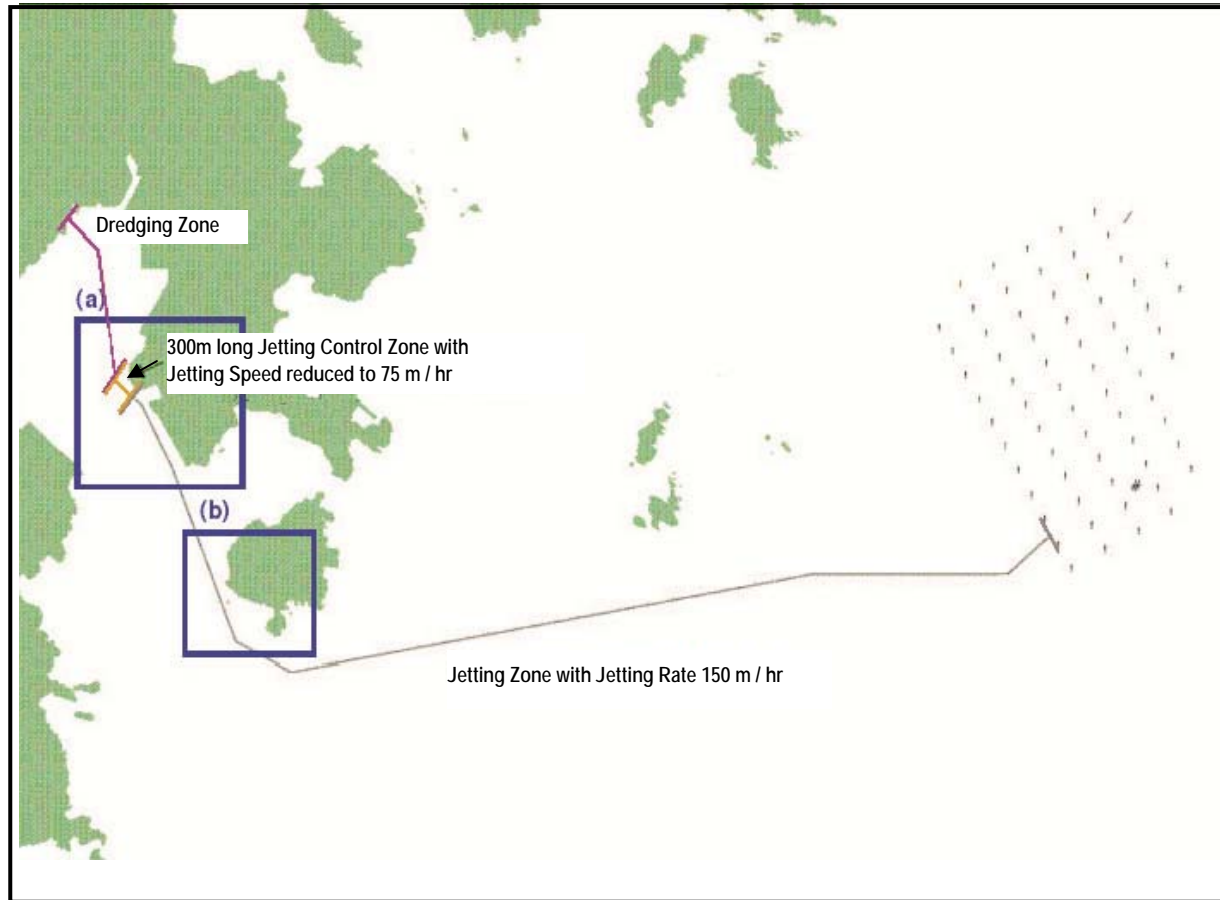 Dredging Zone
(a)
300m long Jetting Control Zone with
Jetting Speed reduced to 75 m / hr
(b)
Jetting Zone with Jetting Rate 150 m / hr